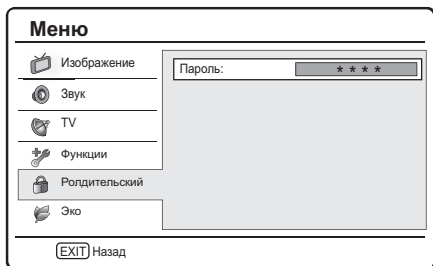 Меню
Изображение
Пароль: * * * *
Звук
TV
Функции
Ролдительский
Эко
EXIT Назад